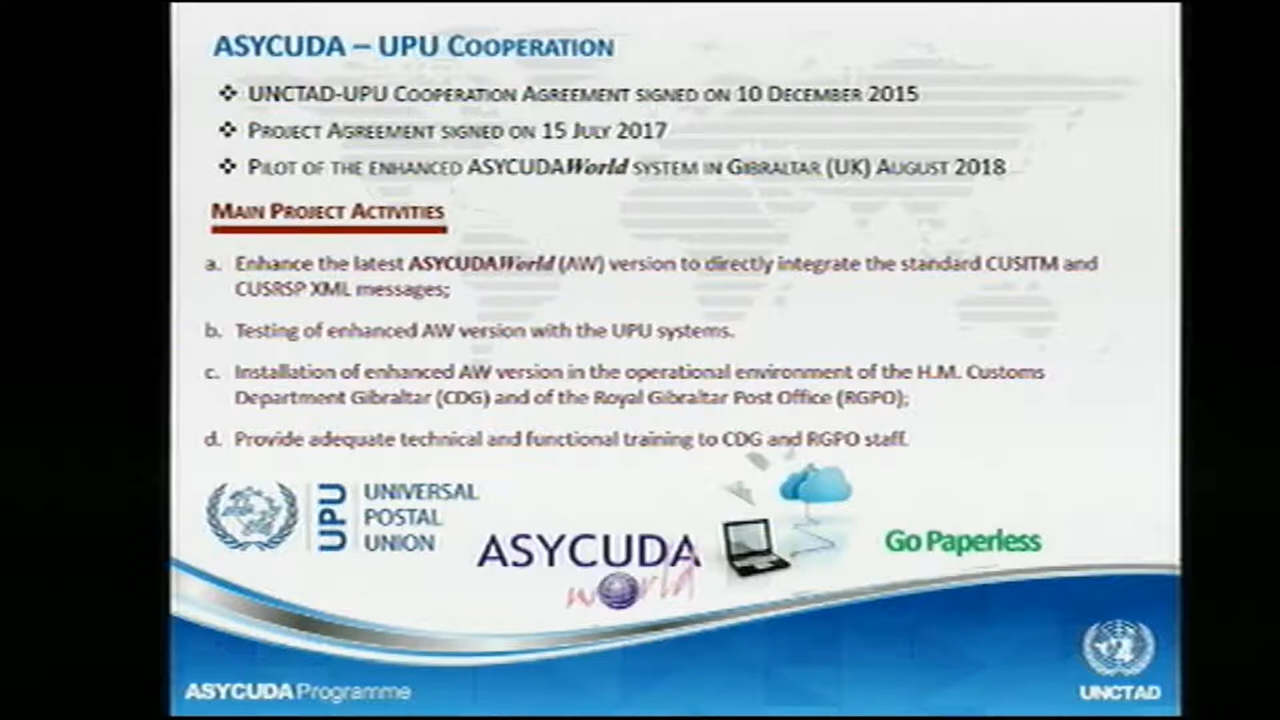 ASYCUDA – UPU COOPERATION
❖ UNCTAD-UPU COOPERATION AGREEMENT SIGNED ON 10 DECEMBER 2015
❖ PROJECT AGREEMENT SIGNED ON 15 JULY 2017
❖ PILOT OF THE ENHANCED ASYCUDAWorld SYSTEM IN GIBRALTAR (UK) AUGUST 2018
MAIN PROJECT ACTIVITIES
a. Enhance the latest ASYCUDAWorld (AW) version to directly integrate the standard CUSITM and
CUSRSP XML messages;
b. Testing of enhanced AW version with the UPU systems.
c. Installation of enhanced AW version in the operational environment of the H.M. Customs
Department Gibraltar (CDG) and of the Royal Gibraltar Post Office (RGPO);
d. Provide adequate technical and functional training to CDG and RGPO staff.
UPU
UNIVERSAL
POSTAL
UNION
ASYCUDA
world
Go Paperless
ASYCUDA Programme
UNCTAD